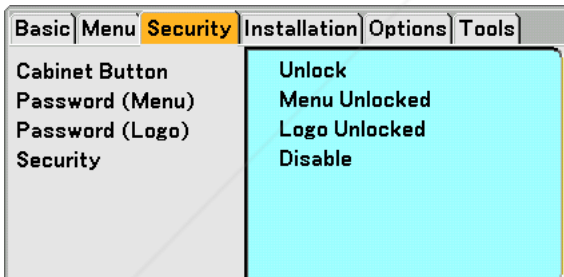 Basic Menu Security Installation Options Tools
Cabinet Button Unlock
Password (Menu) Menu Unlocked
Password (Logo) Logo Unlocked
Security Disable